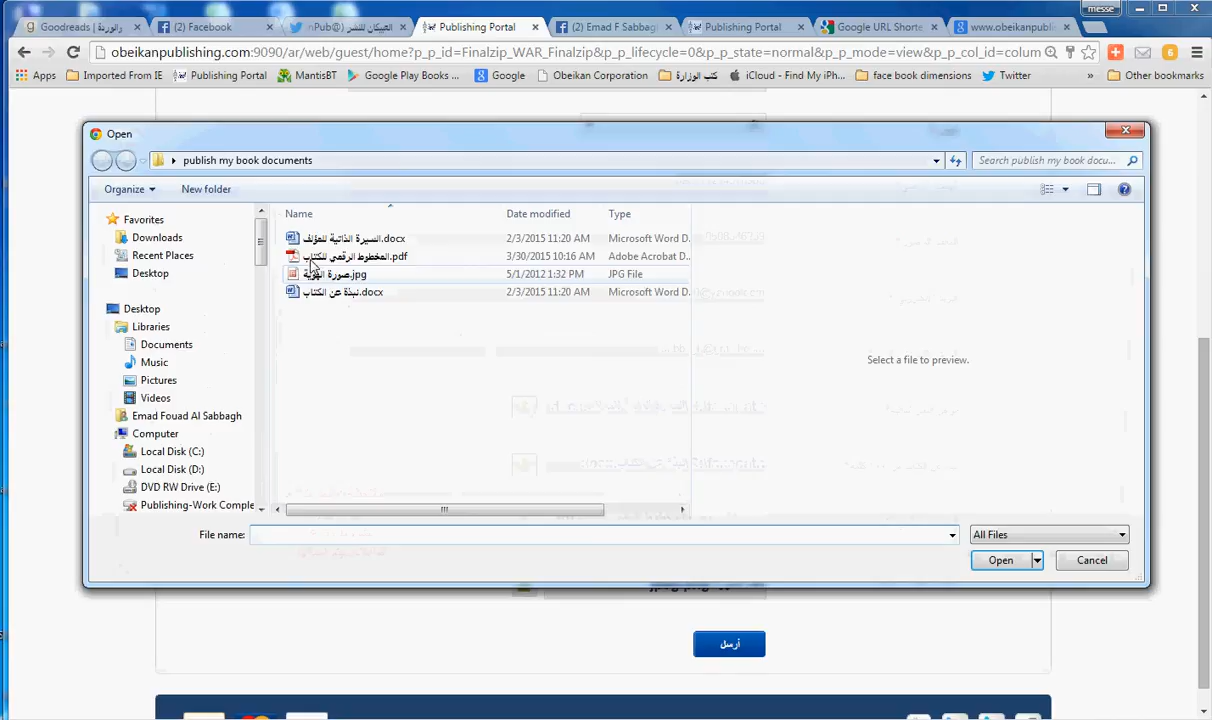 messe
Goodreads | روائع الوزارة
(2) Facebook
(2) Emad F Sabbagh
Publishing Portal
Publishing Portal
Google URL Shorte
www.obeikanpublishing.
obeikanpublishing.com:9090/ar/web/guest/home?p_p_id=Finalzip_WAR_Finalzip&p_p_lifecycle=0&p_p_state=normal&p_p_mode=view&p_p_col_id=colum
Apps
Imported From IE
Publishing Portal
MantisBT
Google Play Books ...
Google
Obeikan Corporation
كتب الوزارة
iCloud - Find My iPh...
face book dimensions
Twitter
»
Other bookmarks
Open
publish my book documents
Search publish my book docu...
Organize
New folder
Name
Date modified
Type
Favorites
Downloads
Recent Places
Desktop
السيرة الذاتية للمؤلف.docx
2/3/2015 11:20 AM
Microsoft Word D...
المخطوط الرقمي للكتاب.pdf
3/30/2015 10:16 AM
Adobe Acrobat D...
صورة الهوية.jpg
5/1/2012 1:32 PM
JPG File
نبذة عن الكتاب.docx
2/3/2015 11:20 AM
Microsoft Word D...
Desktop
Libraries
Documents
Music
Pictures
Videos
Emad Fouad Al Sabbagh
Computer
Local Disk (C:)
Local Disk (D:)
DVD RW Drive (E:)
Publishing-Work Comple
Select a file to preview.
File name:
All Files
Open
Cancel
أرسل